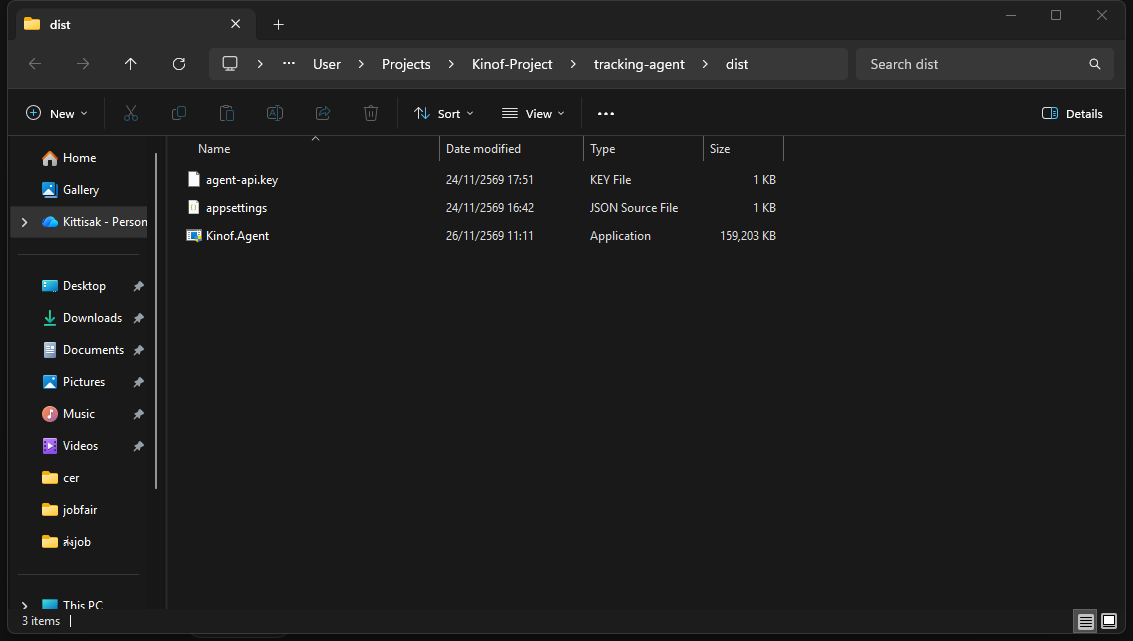 dist
User Projects Kinof-Project tracking-agent dist
Search dist
New Sort View Details
Name Date modified Type Size
agent-api.key 24/11/2569 17:51 KEY File 1 KB
appsettings 24/11/2569 16:42 JSON Source File 1 KB
Kinof.Agent 26/11/2569 11:11 Application 159,203 KB
Home
Gallery
Kittisak - Person
Desktop
Downloads
Documents
Pictures
Music
Videos
cer
jobfair
ส่งjob
This PC
3 items